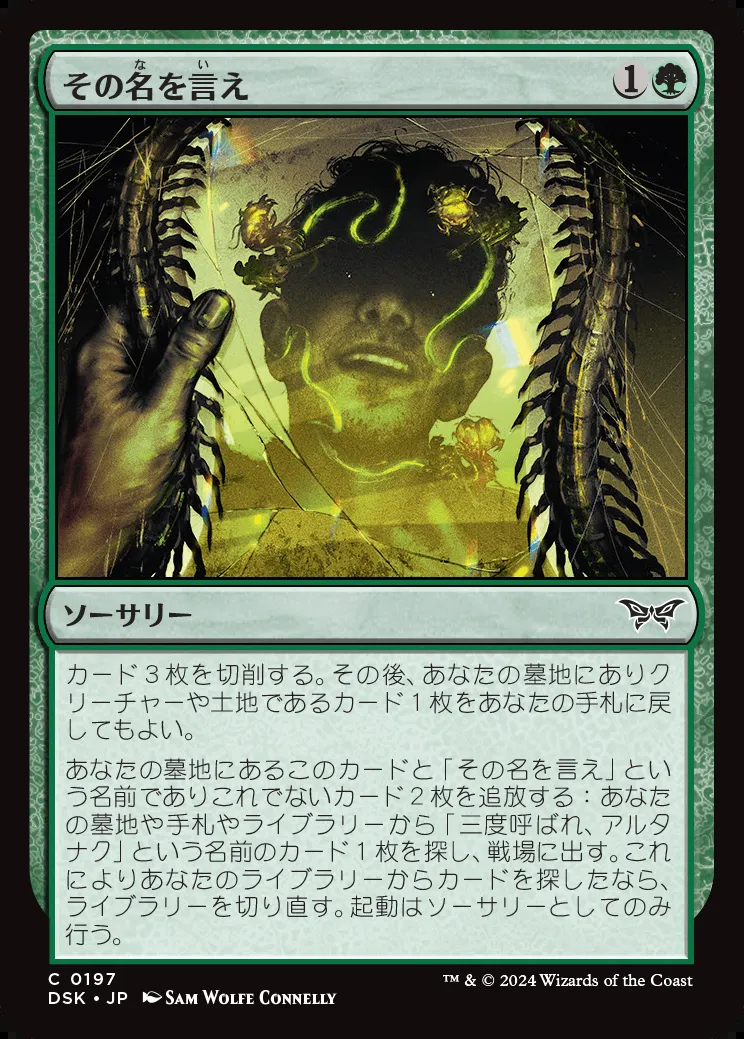 その名を言え
な い
1
ソーサリー
カード3枚を切削する。その後、あなたの墓地にありク
リーチャーや土地であるカード1枚をあなたの手札に戻
してもよい。
あなたの墓地にあるこのカードと「その名を言え」とい
う名前でありこれでないカード2枚を追放する：あなた
の墓地や手札やライブラリーから「三度呼ばれ、アルタ
ナク」という名前のカード1枚を探し、戦場に出す。これ
によりあなたのライブラリーからカードを探したなら、
ライブラリーを切り直す。起動はソーサリーとしてのみ
行う。
C 0197
DSK • JP SAM WOLFE CONNELLY
™ & © 2024 Wizards of the Coast